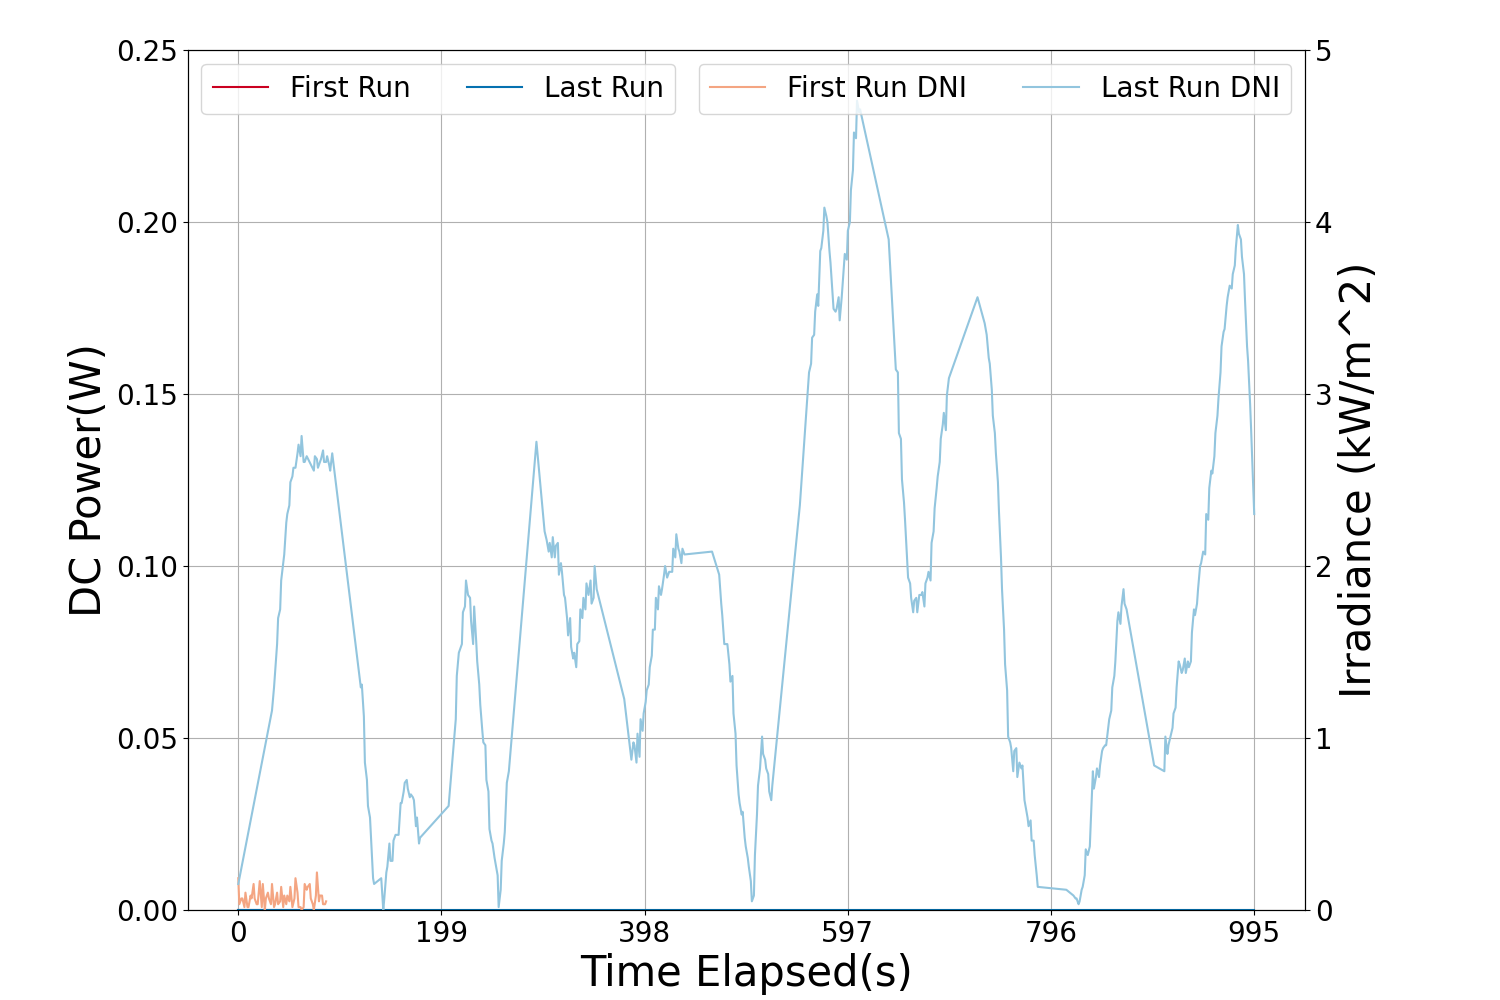 0.25
0.20
0.15
0.10
0.05
0.00
DC Power(W)
First Run
Last Run
First Run DNI
Last Run DNI
5
4
3
2
1
0
Irradiance (kW/m^2)
0
199
398
597
796
995
Time Elapsed(s)